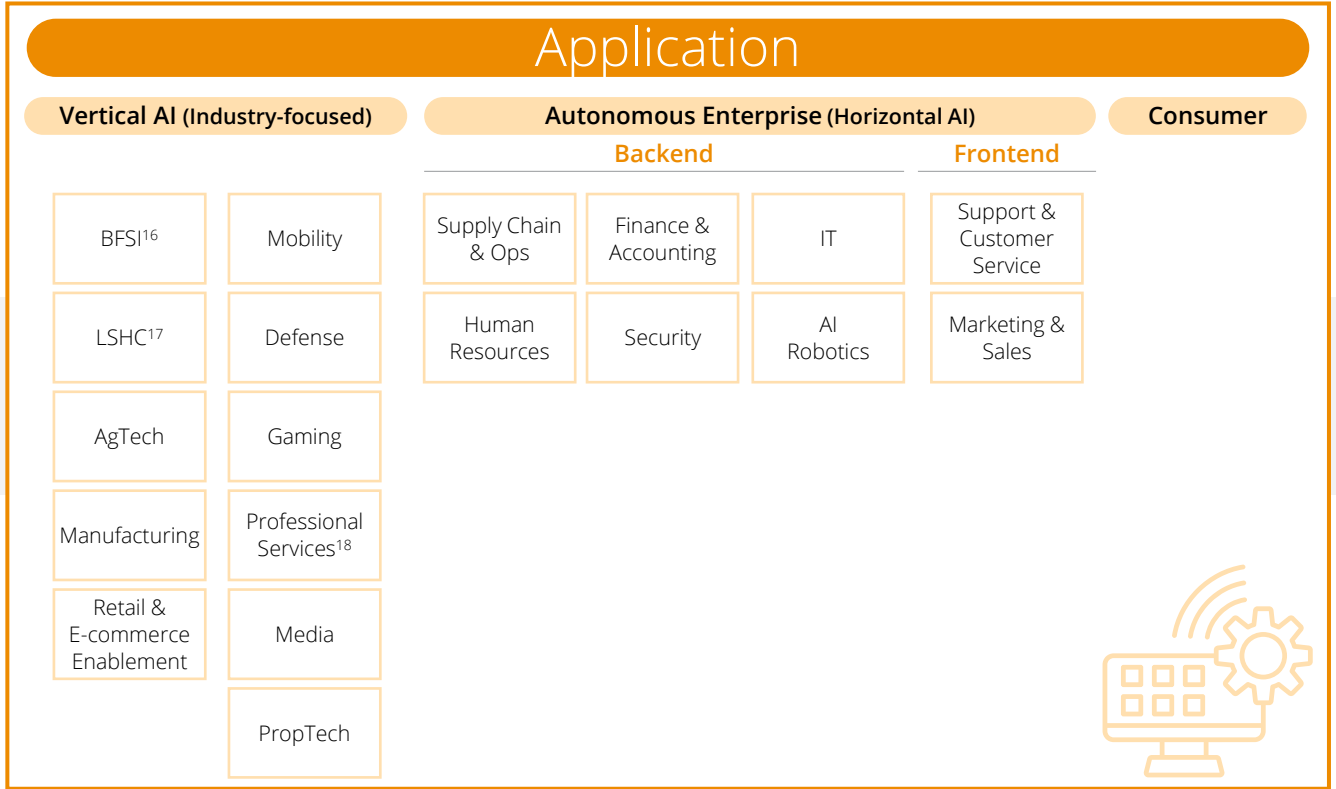 Application
Vertical AI (Industry-focused)
Autonomous Enterprise (Horizontal AI)
Consumer
Backend
Frontend
BFSI¹⁶
Mobility
Supply Chain
& Ops
Finance &
Accounting
IT
Support &
Customer
Service
LSHC¹⁷
Defense
Human
Resources
Security
AI
Robotics
Marketing &
Sales
AgTech
Gaming
Manufacturing
Professional
Services¹⁸
Retail &
E-commerce
Enablement
Media
PropTech